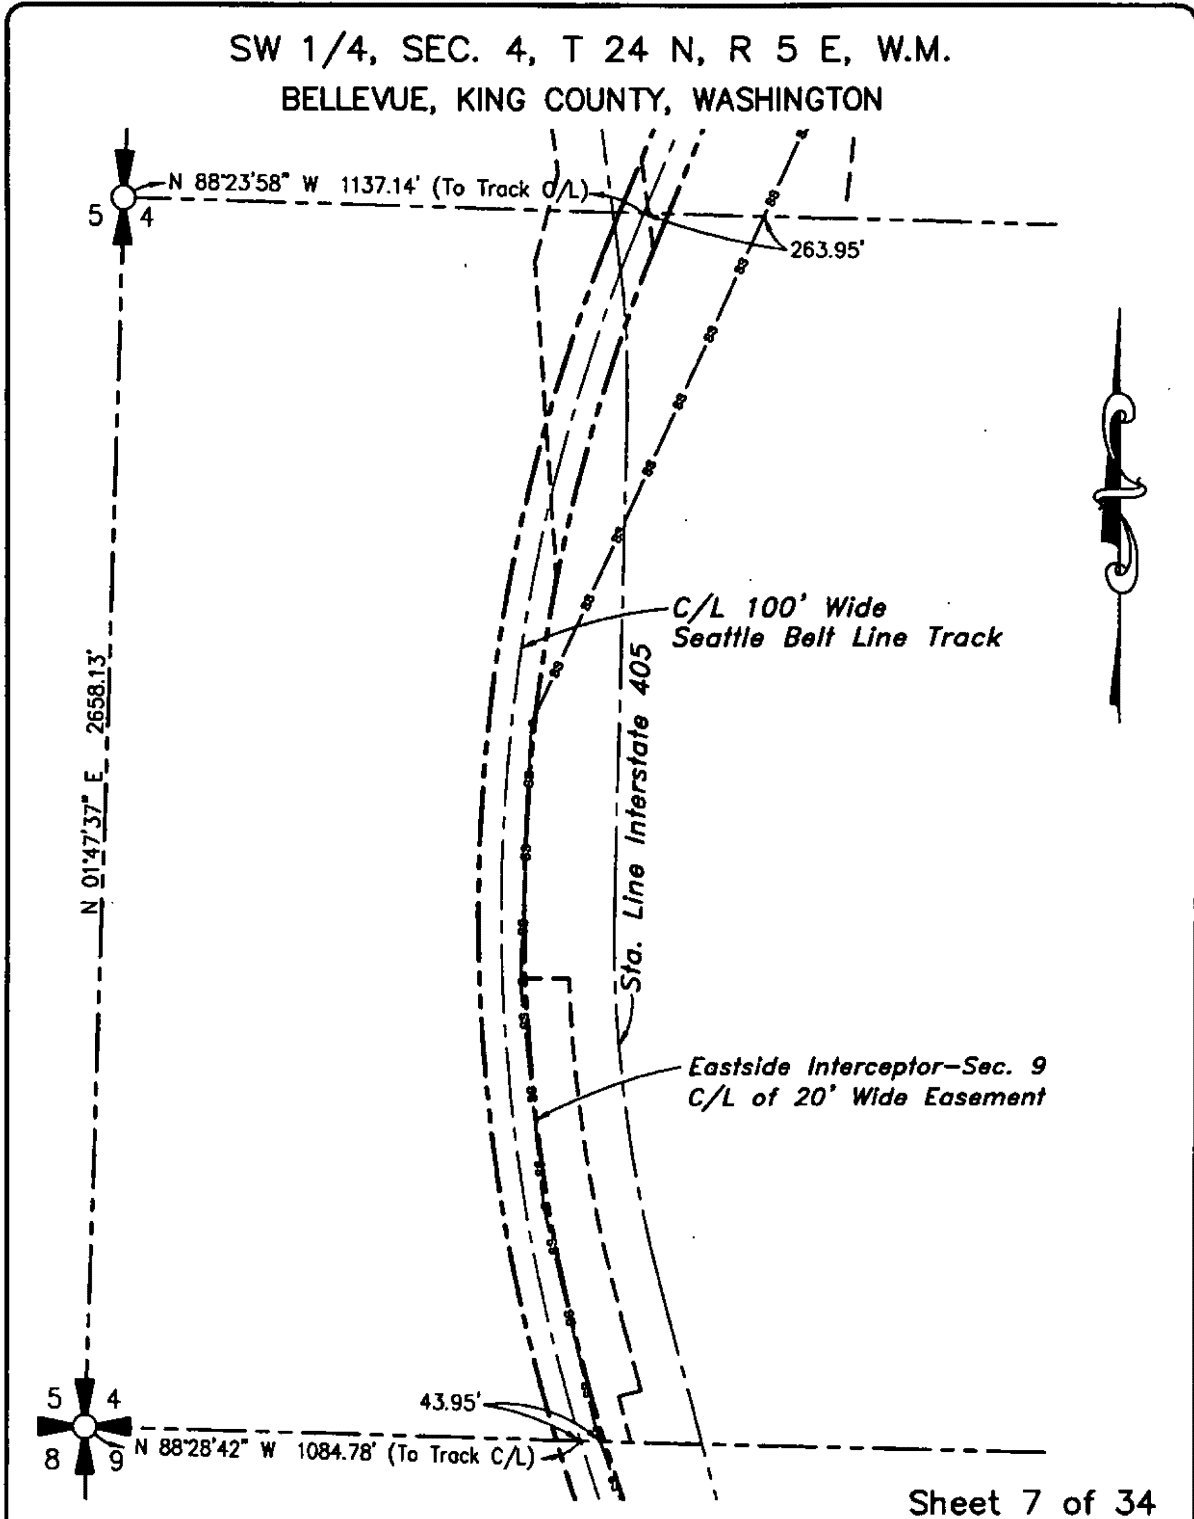 SW 1/4, SEC. 4, T 24 N, R 5 E, W.M.
BELLEVUE, KING COUNTY, WASHINGTON
N 88°23'58" W 1137.14' (To Track C/L)
5 4
263.95'
C/L 100' Wide
Seattle Belt Line Track
N 01°47'37" E 2658.13'
Sta. Line Interstate 405
Eastside Interceptor-Sec. 9
C/L of 20' Wide Easement
5 4
43.95'
8 9
N 88°28'42" W 1084.78' (To Track C/L)
Sheet 7 of 34